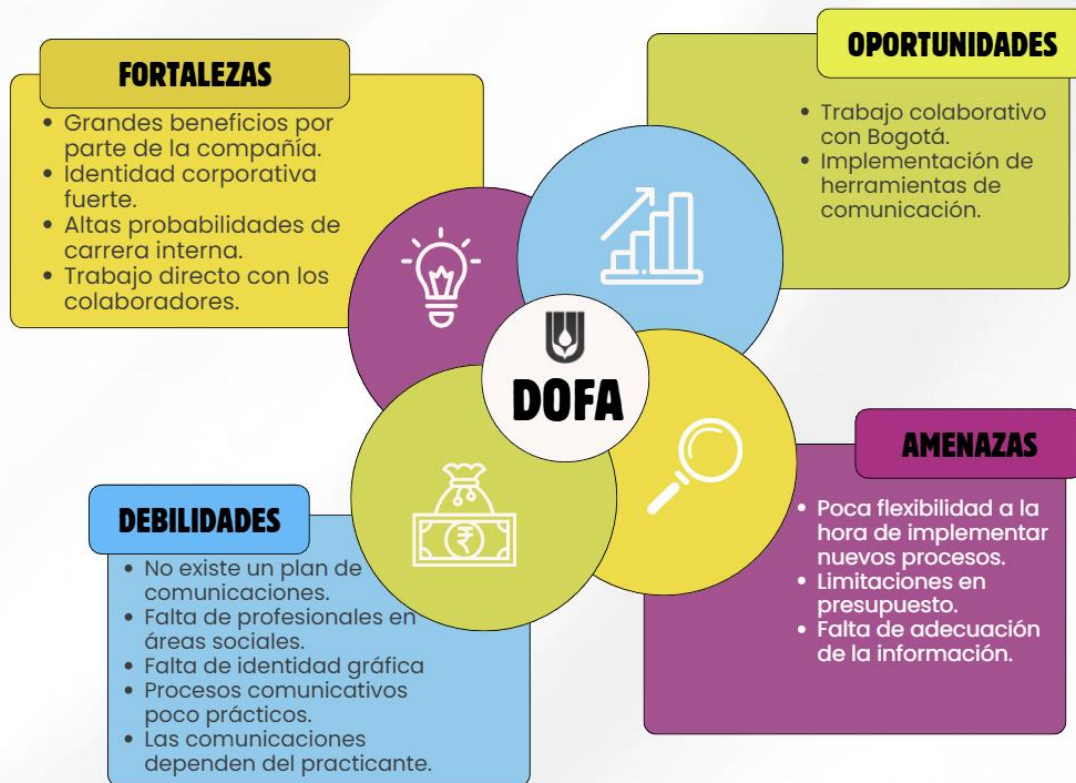 FORTALEZAS
• Grandes beneficios por
parte de la compañía.
• Identidad corporativa
fuerte.
• Altas probabilidades de
carrera interna.
• Trabajo directo con los
colaboradores.
OPORTUNIDADES
• Trabajo colaborativo
con Bogotá.
• Implementación de
herramientas de
comunicación.
DOFA
DEBILIDADES
• No existe un plan de
comunicaciones.
• Falta de profesionales en
áreas sociales.
• Falta de identidad gráfica
• Procesos comunicativos
poco prácticos.
• Las comunicaciones
dependen del practicante.
₹
AMENAZAS
• Poca flexibilidad a la
hora de implementar
nuevos procesos.
• Limitaciones en
presupuesto.
• Falta de adecuación
de la información.